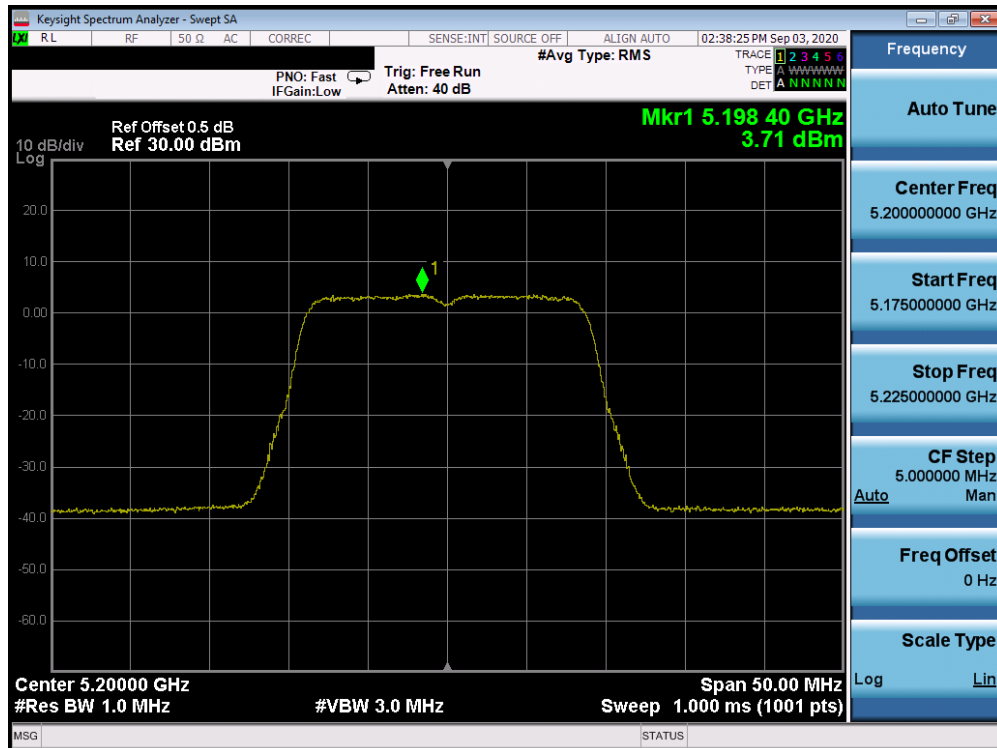 Keysight Spectrum Analyzer - Swept SA
LXI RL RF 50 Ω AC CORREC SENSE:INT SOURCE OFF ALIGN AUTO 02:38:25 PM Sep 03, 2020
#Avg Type: RMS
TRACE 1 2 3 4 5 6
TYPE A WWWWW
DET A N N N N N
PNO: Fast
IFGain:Low
Trig: Free Run
Atten: 40 dB
Mkr1 5.198 40 GHz
3.71 dBm
Ref Offset 0.5 dB
Ref 30.00 dBm
10 dB/div
Log
20.0
10.0
0.00
-10.0
-20.0
-30.0
-40.0
-50.0
-60.0
1
Center 5.20000 GHz
Span 50.00 MHz
#Res BW 1.0 MHz
#VBW 3.0 MHz
Sweep 1.000 ms (1001 pts)
MSG
STATUS
Frequency
Auto Tune
Center Freq
5.200000000 GHz
Start Freq
5.175000000 GHz
Stop Freq
5.225000000 GHz
CF Step
5.000000 MHz
Auto Man
Freq Offset
0 Hz
Scale Type
Log Lin